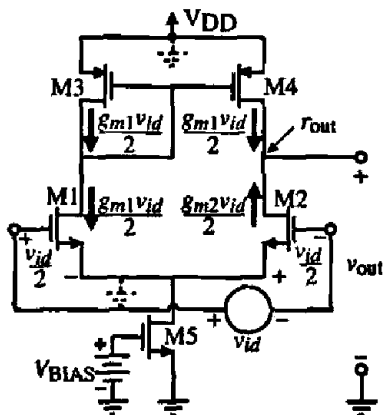 VDD
M3
M4
gm1vid
2
gm1vid
2
rout
+
M1
gm1vid
2
gm2vid
2
M2
+
vid
2
−
−
+
vid
2
−
vout
+
−
vid
M5
VBIAS
+
−
−